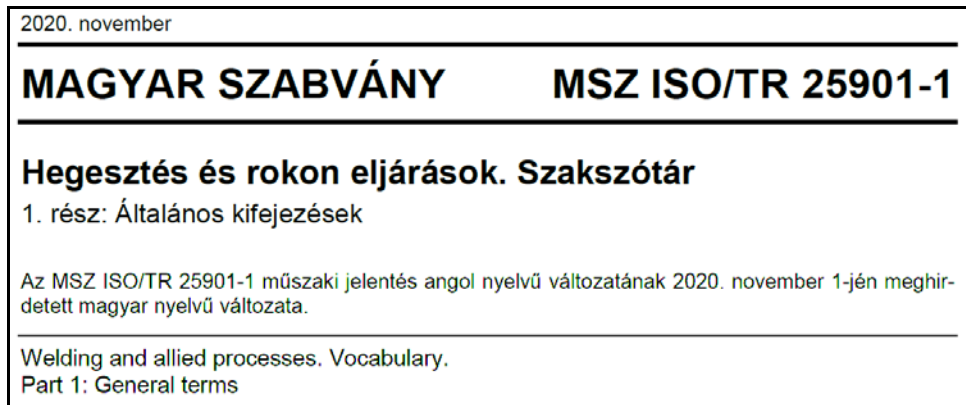 2020. november
MAGYAR SZABVÁNY MSZ ISO/TR 25901-1
Hegesztés és rokon eljárások. Szakszótár
1. rész: Általános kifejezések
Az MSZ ISO/TR 25901-1 műszaki jelentés angol nyelvű változatának 2020. november 1-jén meghir-
detett magyar nyelvű változata.
Welding and allied processes. Vocabulary.
Part 1: General terms